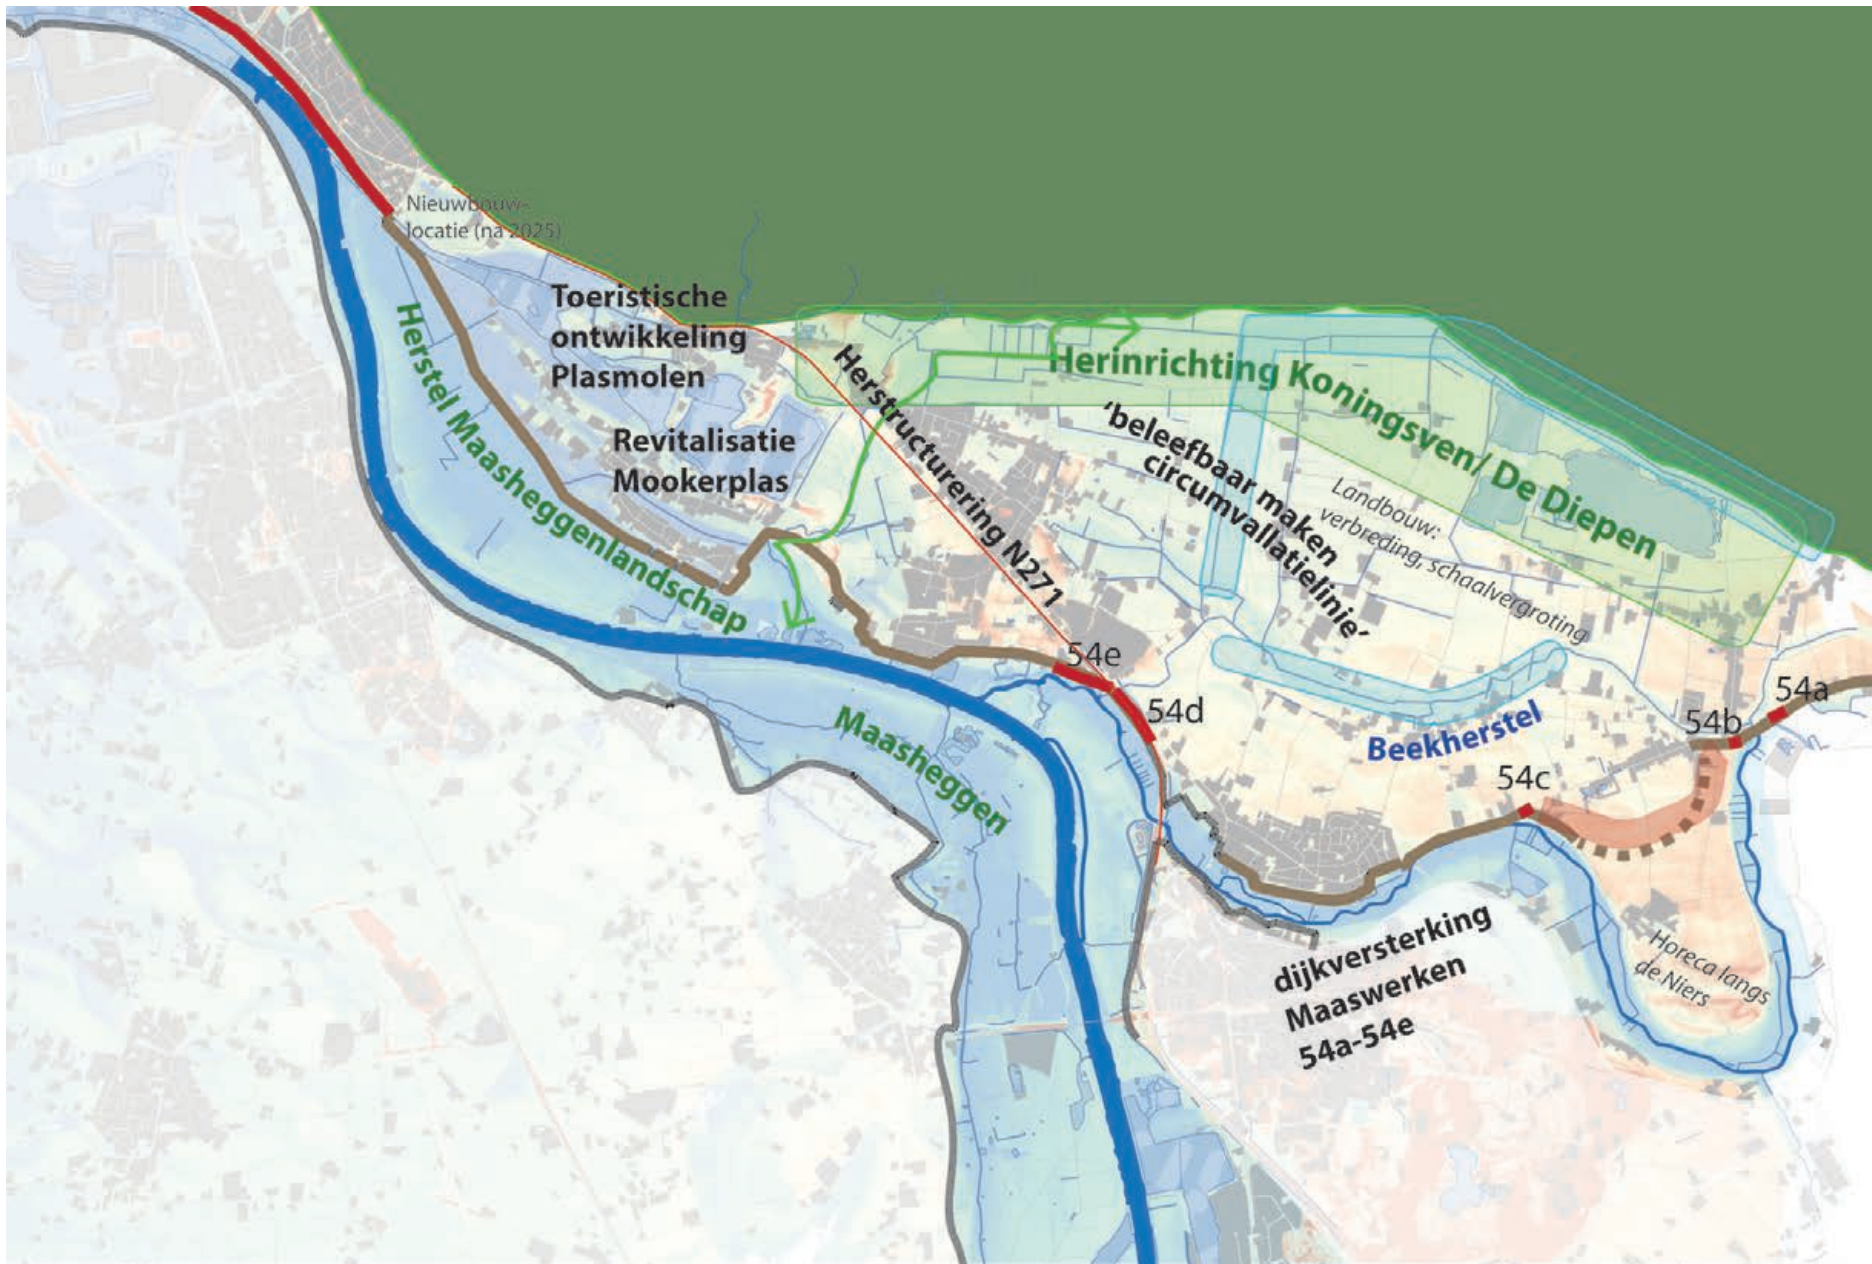 Nieuwbouw-
locatie (na 2025)
Toeristische
ontwikkeling
Plasmolen
Revitalisatie
Mookerplas
Herstel Maasheggenlandschap
Maasheggen
Herstructurering N271
Herinrichting Koningsven/ De Diepen
‘beleefbaar maken
circumvallatielinie’
Landbouw:
verbreding, schaalvergroting
54e
54d
54a
54b
54c
Beekherstel
dijkversterking
Maaswerken
54a-54e
Horeca langs
de Niers